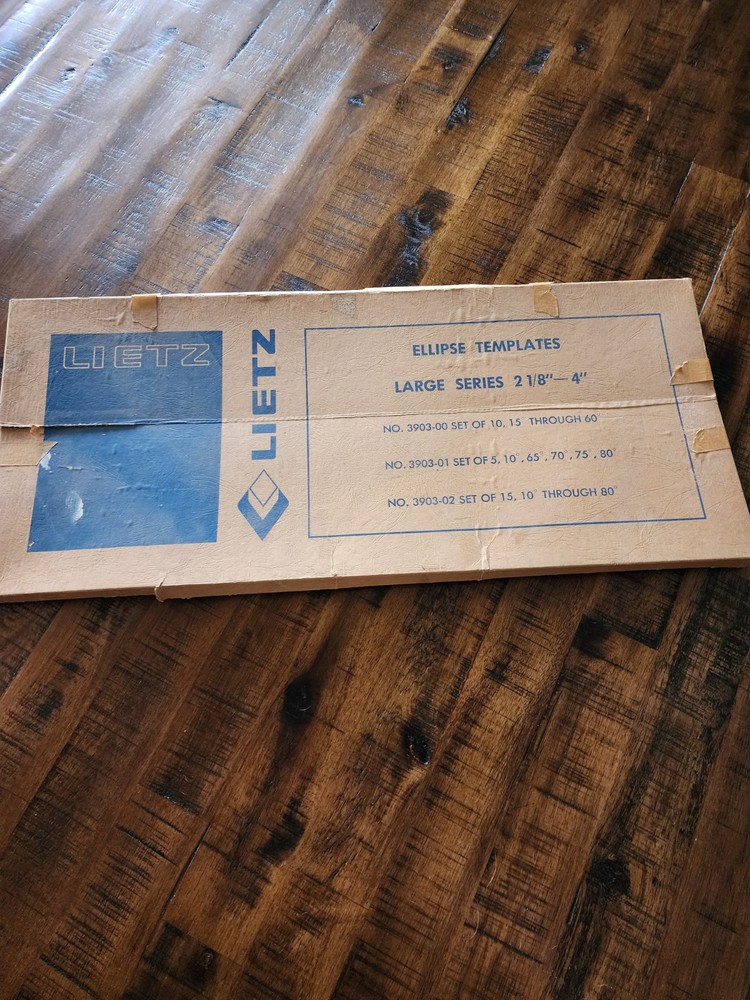 LIETZ
LIETZ
ELLIPSE TEMPLATES
LARGE SERIES 2 1/8"— 4"
NO. 3903-00 SET OF 10, 15° THROUGH 60°
NO. 3903-01 SET OF 5, 10°, 65°, 70°, 75°, 80°
NO. 3903-02 SET OF 15, 10° THROUGH 80°